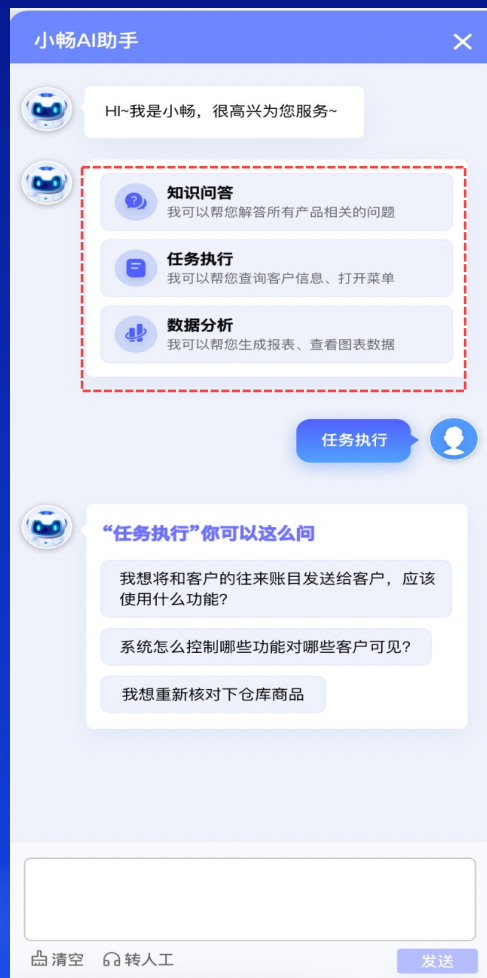 小畅AI助手
HI~我是小畅，很高兴为您服务~
知识问答
我可以帮您解答所有产品相关的问题
任务执行
我可以帮您查询客户信息、打开菜单
数据分析
我可以帮您生成报表、查看图表数据
任务执行
“任务执行”你可以这么问
我想将和客户的往来账目发送给客户，应该
使用什么功能?
系统怎么控制哪些功能对哪些客户可见?
我想重新核对下仓库商品
清空 转人工 发送